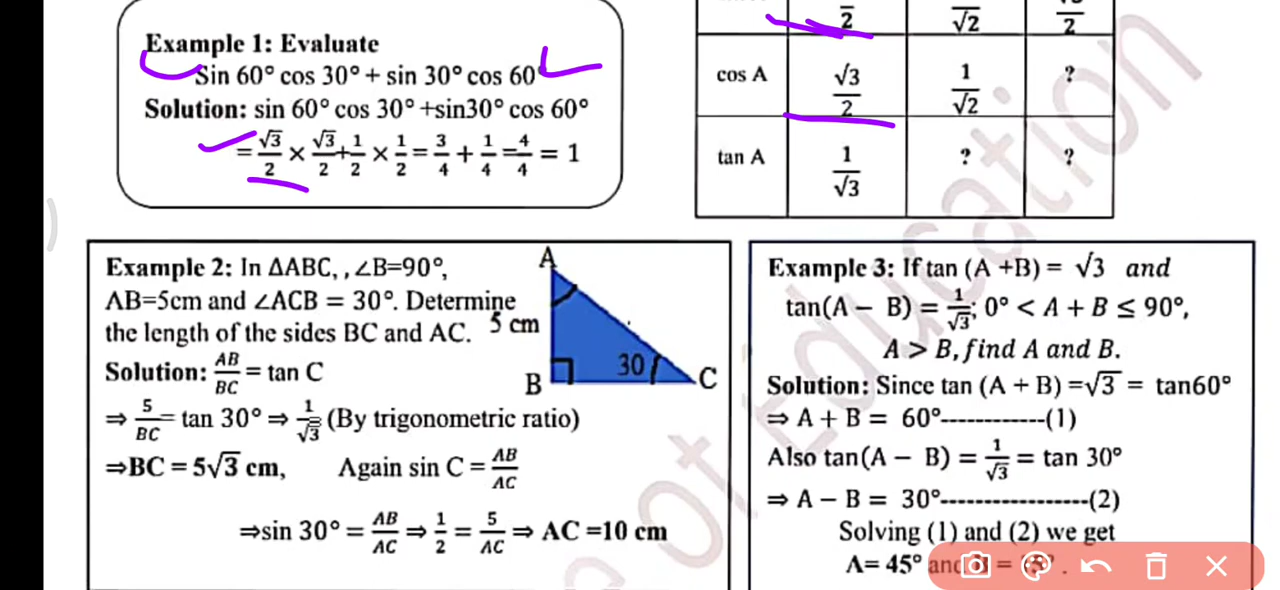 Example 1: Evaluate
Sin 60° cos 30° + sin 30° cos 60°
Solution: sin 60° cos 30° +sin30° cos 60°
= √3/2 × √3/2 + 1/2 × 1/2 = 3/4 + 1/4 = 4/4 = 1
2 √2 2
cos A √3/2 1/√2 ?
tan A 1/√3 ? ?
Example 2: In ΔABC, , ∠B=90°,
AB=5cm and ∠ACB = 30°. Determine
the length of the sides BC and AC.
Solution: AB/BC = tan C
⇒ 5/BC = tan 30° ⇒ 1/√3 (By trigonometric ratio)
⇒BC = 5√3 cm, Again sin C = AB/AC
⇒sin 30° = AB/AC ⇒ 1/2 = 5/AC ⇒ AC =10 cm
A
5 cm
B
30
C
Example 3: If tan (A +B) = √3 and
tan(A − B) = 1/√3; 0° < A + B ≤ 90°,
A > B, find A and B.
Solution: Since tan (A + B) =√3 = tan60°
⇒ A + B = 60°------------(1)
Also tan(A − B) = 1/√3 = tan 30°
⇒ A − B = 30°-----------------(2)
Solving (1) and (2) we get
A= 45° and
of Education